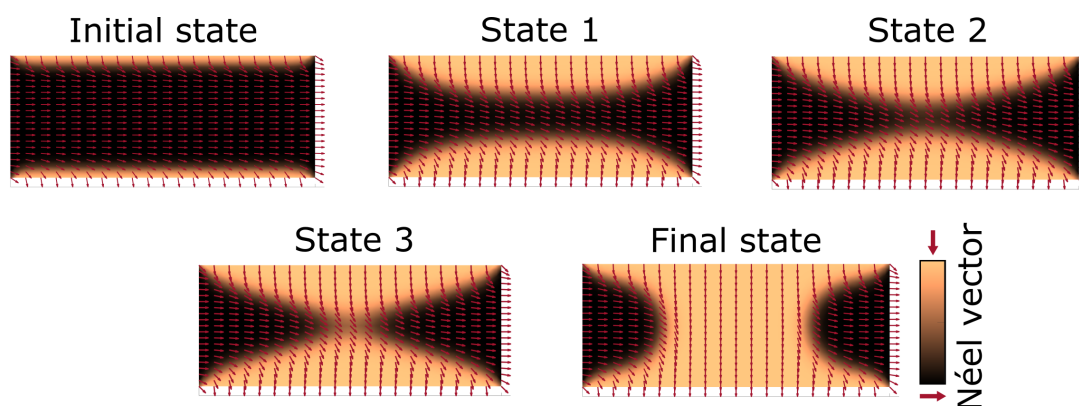 Initial state
State 1
State 2
State 3
Final state
Néel vector